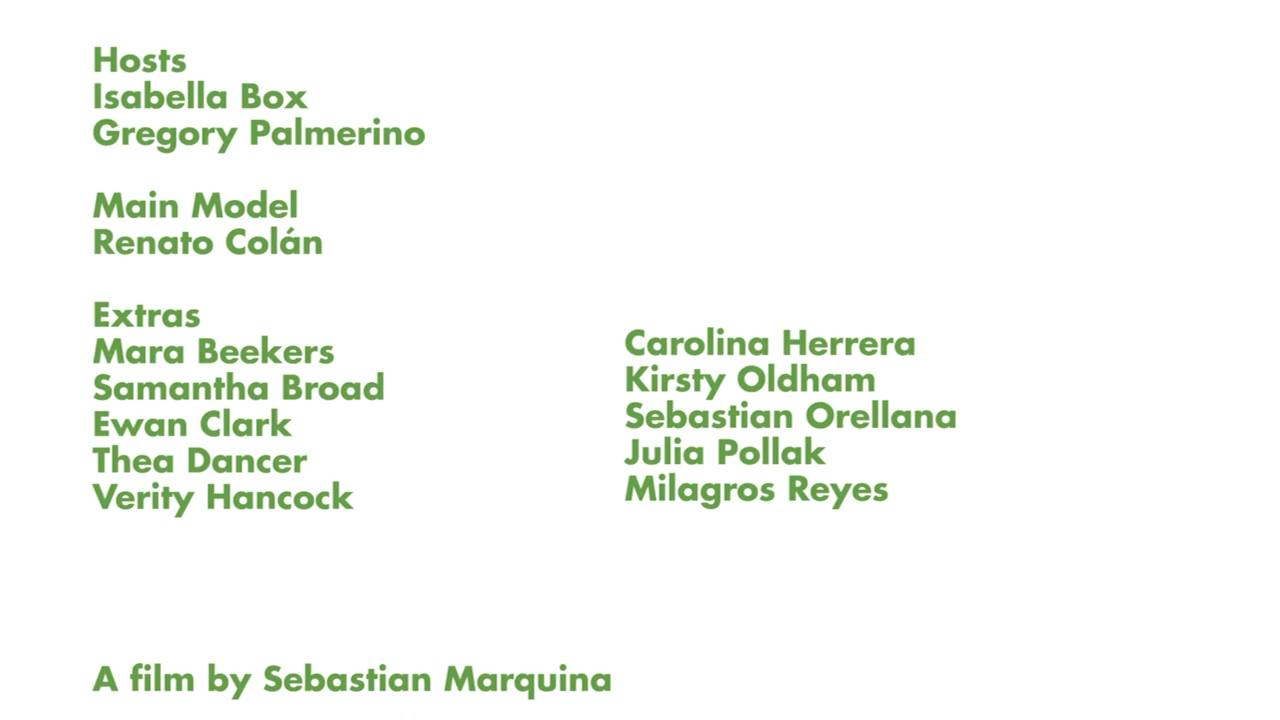 Hosts
Isabella Box
Gregory Palmerino
Main Model
Renato Colán
Extras
Mara Beekers
Samantha Broad
Ewan Clark
Thea Dancer
Verity Hancock
Carolina Herrera
Kirsty Oldham
Sebastian Orellana
Julia Pollak
Milagros Reyes
A film by Sebastian Marquina